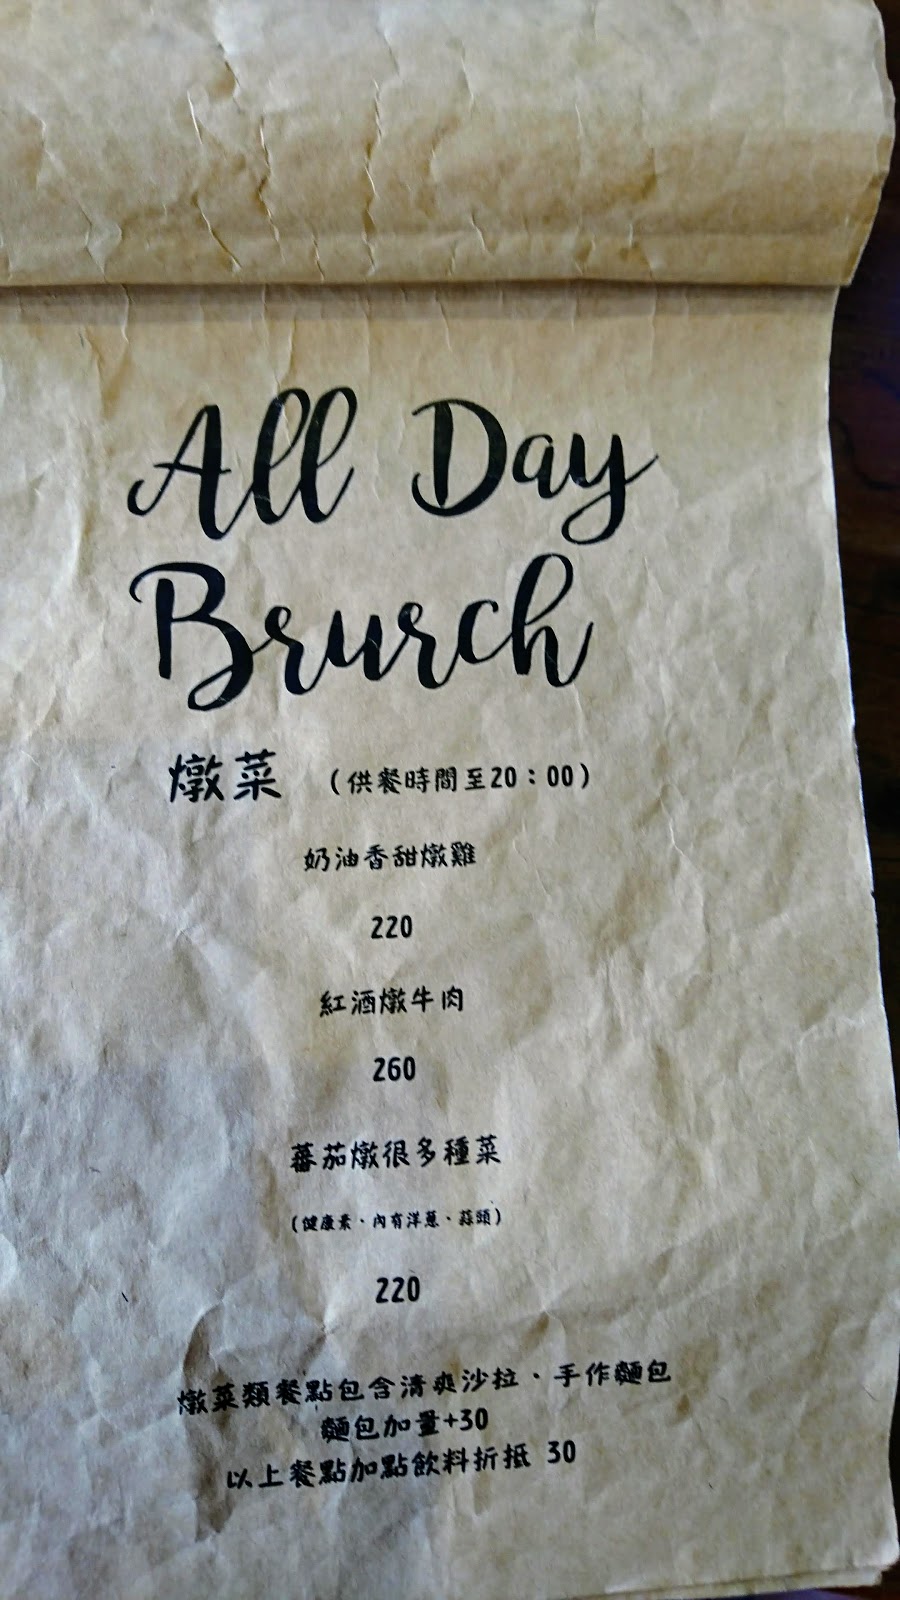 All Day
Brurch
燉菜 (供餐時間至20：00)
奶油香甜燉雞
220
紅酒燉牛肉
260
蕃茄燉很多種菜
(健康素、內有洋蔥、蒜頭)
220
燉菜類餐點包含清爽沙拉、手作麵包
麵包加量+30
以上餐點加點飲料折抵 30